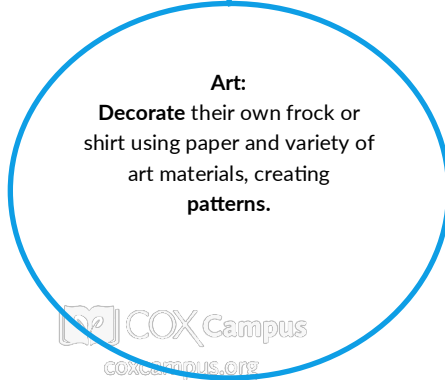 Art:
Decorate their own frock or
shirt using paper and variety of
art materials, creating
patterns.
COX Campus
coxcampus.org